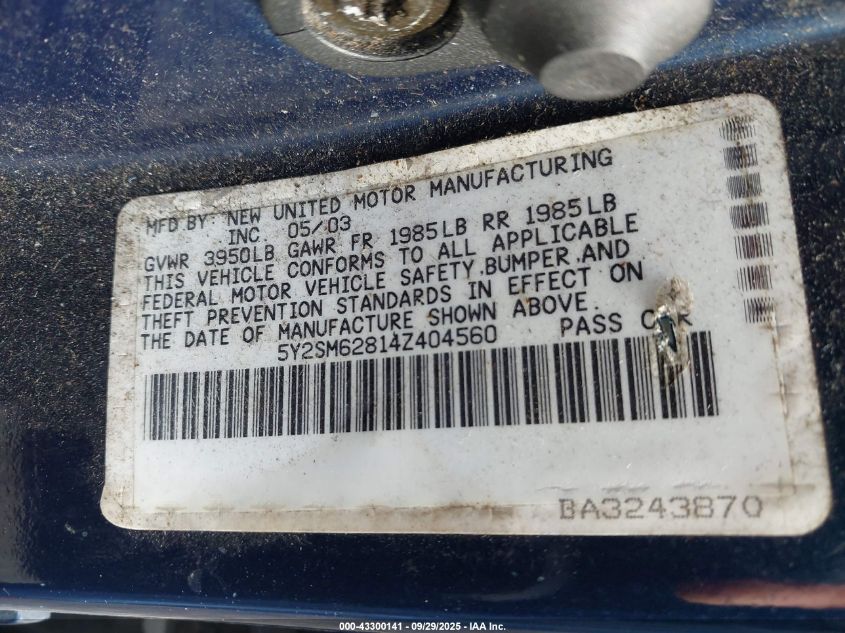 MFD BY: NEW UNITED MOTOR MANUFACTURING
INC. 05/03
GVWR 3950LB GAWR FR 1985LB RR 1985LB
THIS VEHICLE CONFORMS TO ALL APPLICABLE
FEDERAL MOTOR VEHICLE SAFETY,BUMPER,AND
THEFT PREVENTION STANDARDS IN EFFECT ON
THE DATE OF MANUFACTURE SHOWN ABOVE.
5Y2SM62814Z404560 PASS CAR
BA3243870
000-43300141 - 09/29/2025 - IAA Inc.